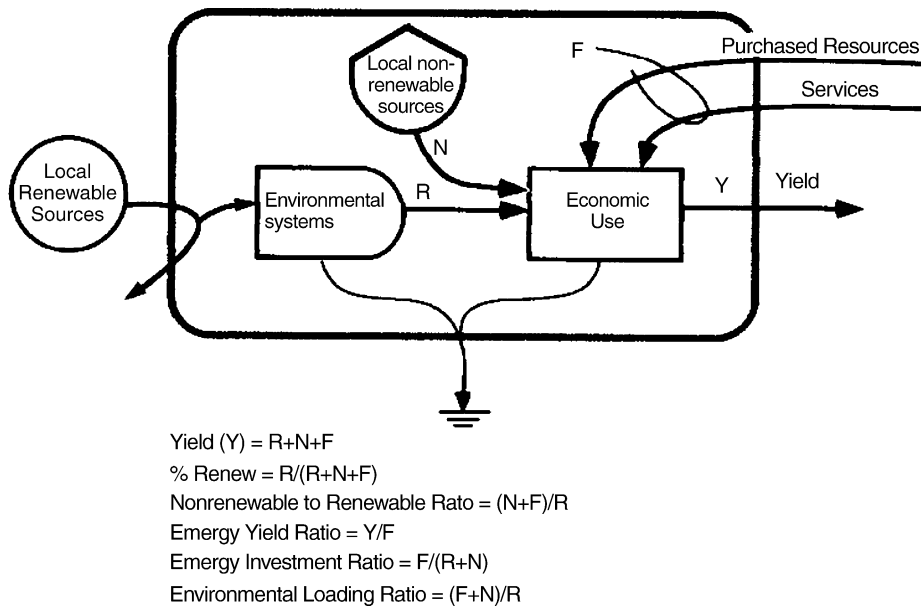 F
Purchased Resources
Services
Local non-
renewable
sources
N
Local
Renewable
Sources
Environmental
systems
R
Economic
Use
Y
Yield
Yield (Y) = R+N+F
% Renew = R/(R+N+F)
Nonrenewable to Renewable Rato = (N+F)/R
Emergy Yield Ratio = Y/F
Emergy Investment Ratio = F/(R+N)
Environmental Loading Ratio = (F+N)/R